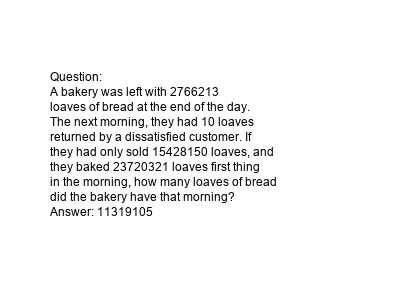 Question:
A bakery was left with 2766213
loaves of bread at the end of the day.
The next morning, they had 10 loaves
returned by a dissatisfied customer. If
they had only sold 15428150 loaves, and
they baked 23720321 loaves first thing
in the morning, how many loaves of bread
did the bakery have that morning?
Answer: 11319105